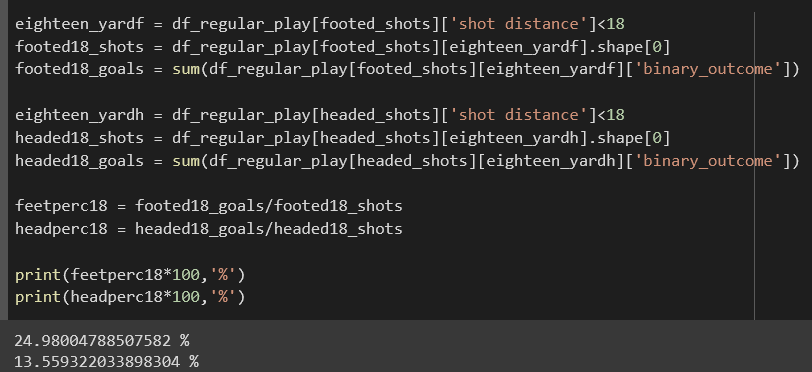 eighteen_yardf = df_regular_play[footed_shots]['shot distance']<18
footed18_shots = df_regular_play[footed_shots][eighteen_yardf].shape[0]
footed18_goals = sum(df_regular_play[footed_shots][eighteen_yardf]['binary_outcome'])
eighteen_yardh = df_regular_play[headed_shots]['shot distance']<18
headed18_shots = df_regular_play[headed_shots][eighteen_yardh].shape[0]
headed18_goals = sum(df_regular_play[headed_shots][eighteen_yardh]['binary_outcome'])
feetperc18 = footed18_goals/footed18_shots
headperc18 = headed18_goals/headed18_shots
print(feetperc18*100,'%')
print(headperc18*100,'%')
24.98004788507582 %
13.559322033898304 %